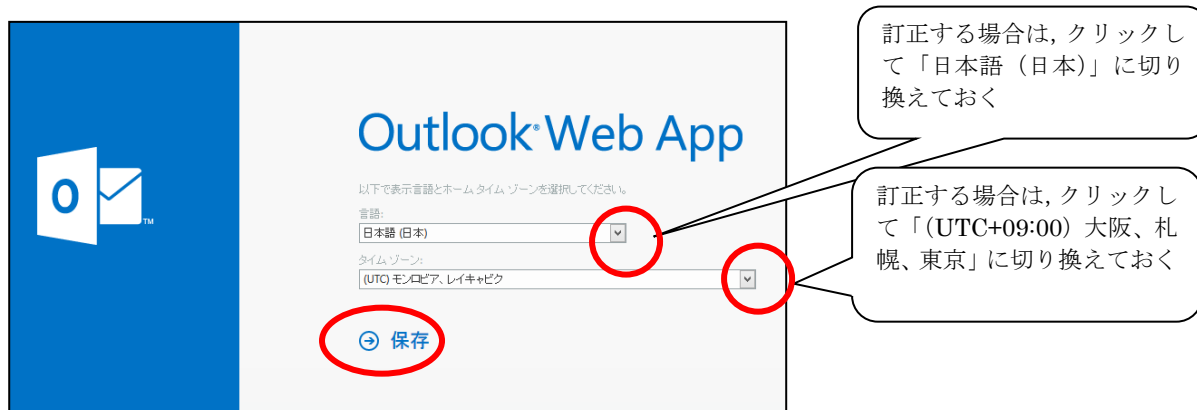 訂正する場合は，クリックし
て「日本語（日本）」に切り
換えておく
Outlook® Web App
以下で表示言語とホーム タイム ゾーンを選択してください。
言語:
日本語 (日本)
タイム ゾーン:
(UTC) モンロビア、レイキャビク
保存
O
TM
訂正する場合は，クリックし
て「（UTC+09:00）大阪、札
幌、東京」に切り換えておく